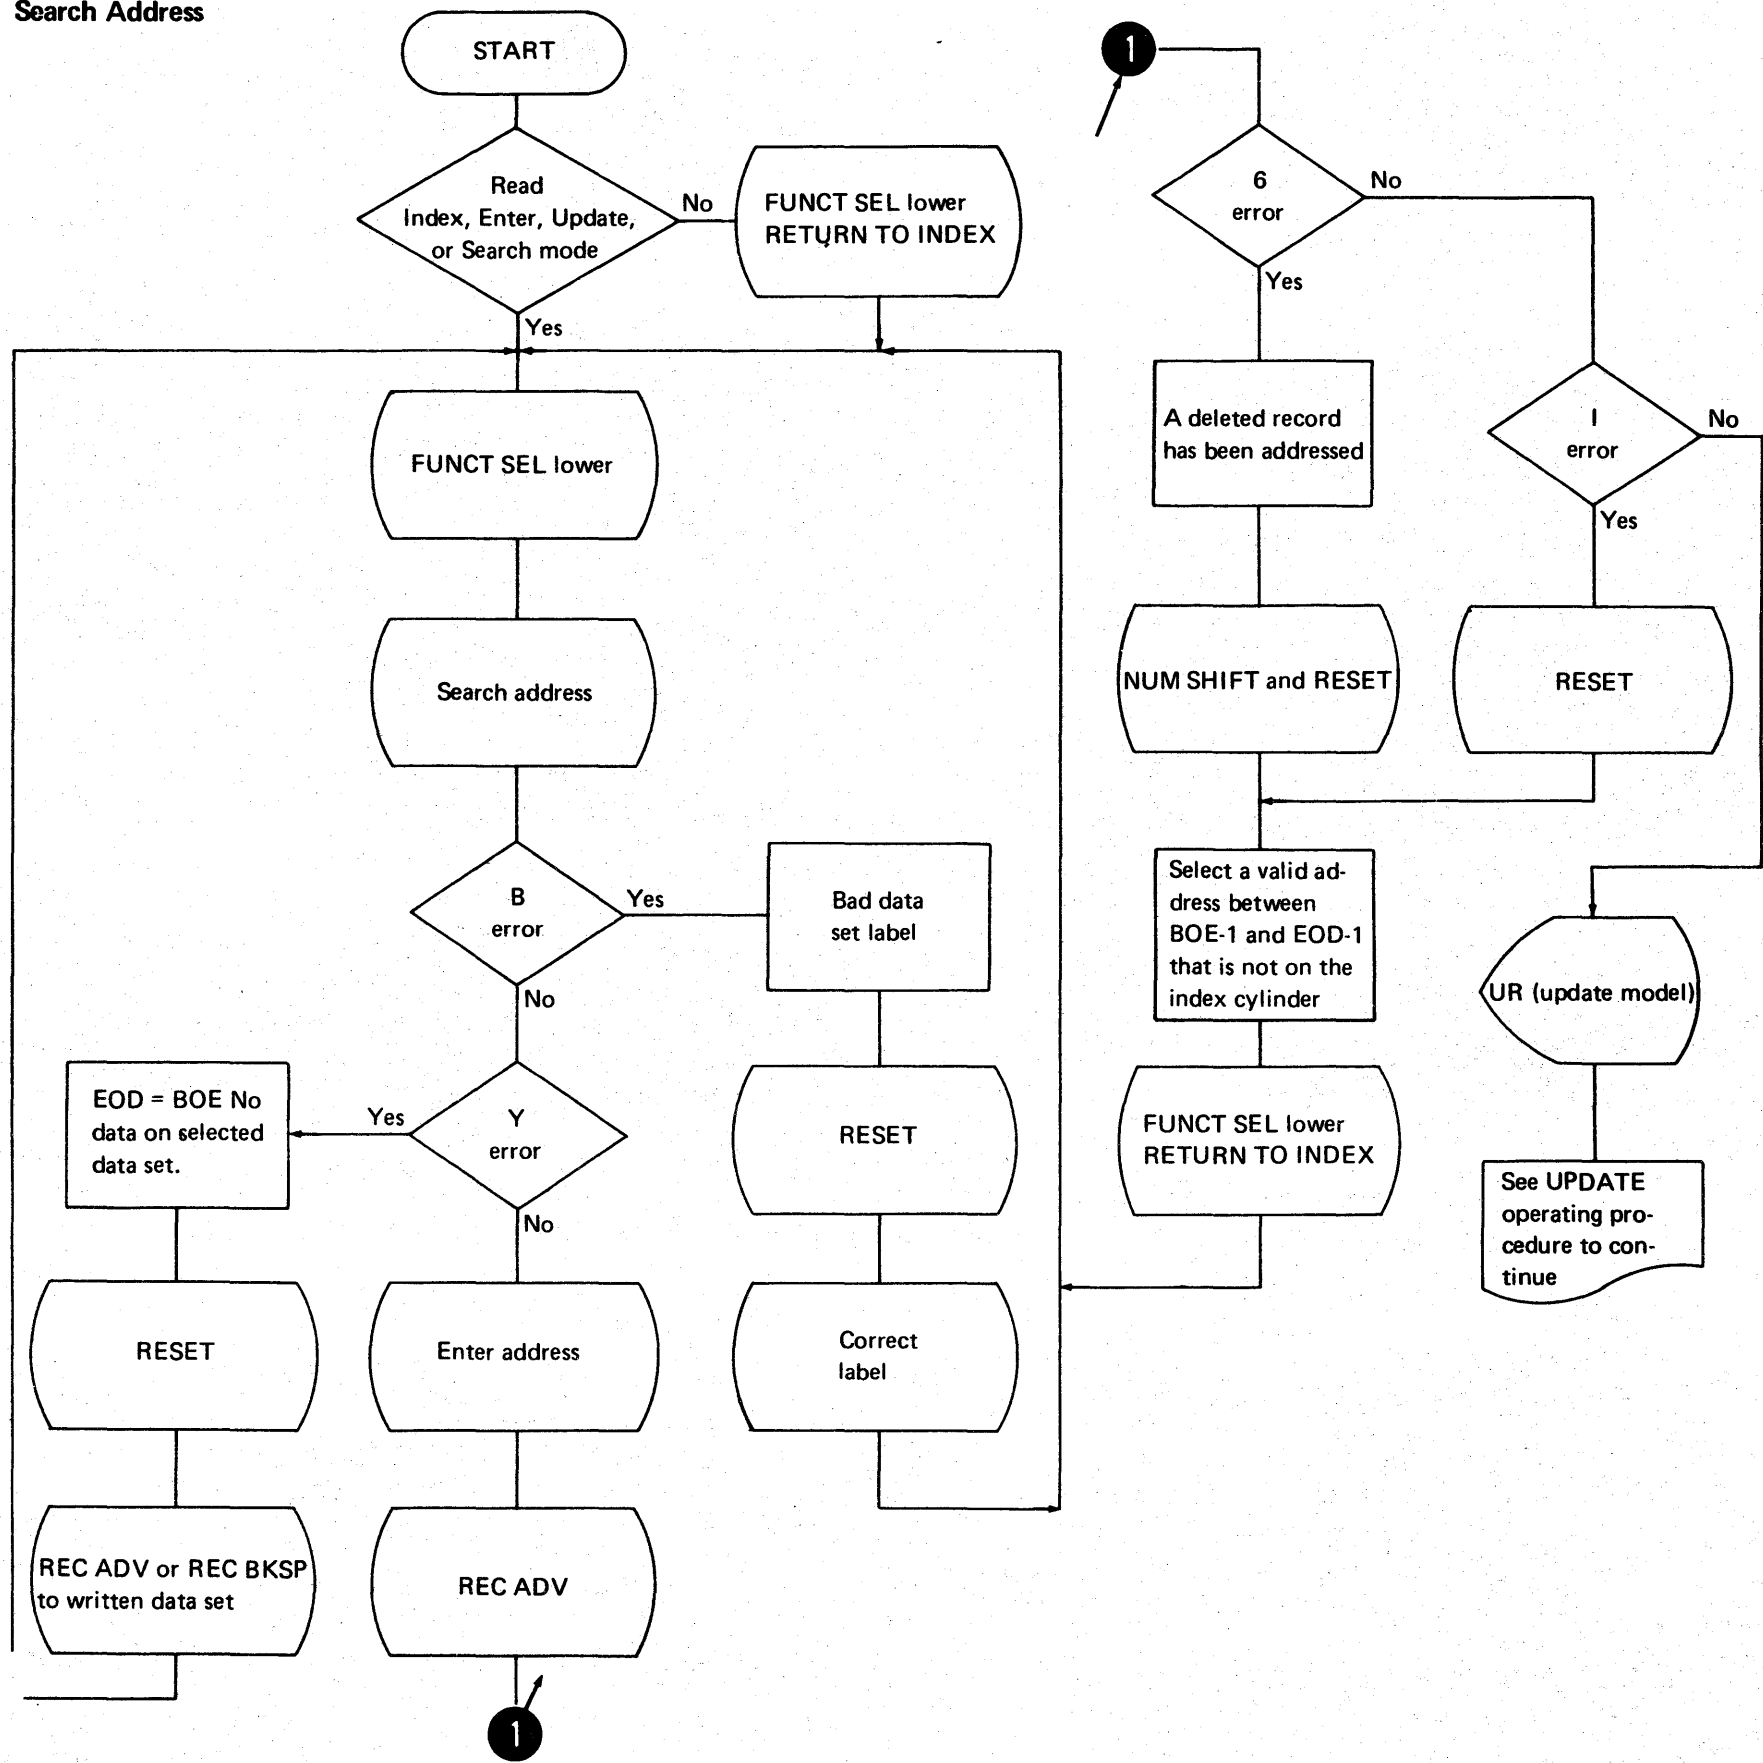 Search Address
START
Read
Index, Enter, Update,
or Search mode
No
FUNCT SEL lower
RETURN TO INDEX
Yes
FUNCT SEL lower
Search address
B
error
Yes
Bad data
set label
No
RESET
Correct
label
Y
error
Yes
EOD = BOE No
data on selected
data set.
RESET
REC ADV or REC BKSP
to written data set
No
Enter address
REC ADV
1
1
6
error
No
Yes
A deleted record
has been addressed
NUM SHIFT and RESET
I
error
No
Yes
RESET
Select a valid ad-
dress between
BOE-1 and EOD-1
that is not on the
index cylinder
FUNCT SEL lower
RETURN TO INDEX
UR (update model)
See UPDATE
operating pro-
cedure to con-
tinue